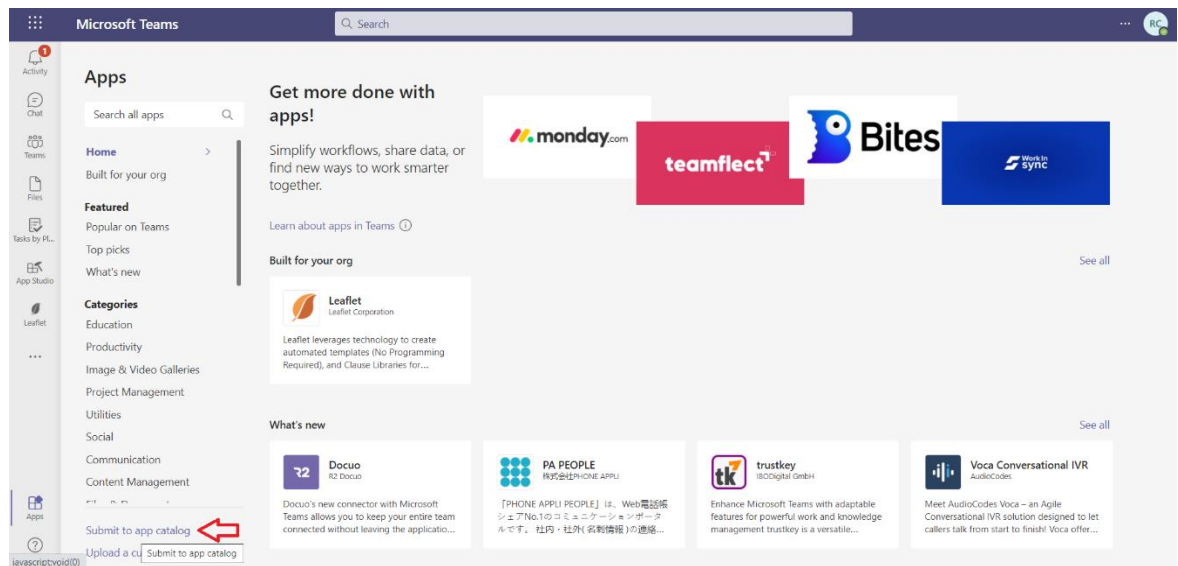 Microsoft Teams
Search
RC
1
Activity
Chat
Teams
Files
Tasks by Pl...
App Studio
Leaflet
Apps
Apps
Search all apps
Home
Built for your org
Featured
Popular on Teams
Top picks
What's new
Categories
Education
Productivity
Image & Video Galleries
Project Management
Utilities
Social
Communication
Content Management
Submit to app catalog
Upload a cu
Submit to app catalog
javascript:void(0)
Get more done with
apps!
Simplify workflows, share data, or
find new ways to work smarter
together.
Learn about apps in Teams
monday.com
teamflect
Bites
Work In
sync
Built for your org
See all
Leaflet
Leaflet Corporation
Leaflet leverages technology to create
automated templates (No Programming
Required), and Clause Libraries for...
What's new
See all
Docuo
R2 Docuo
Docuo's new connector with Microsoft
Teams allows you to keep your entire team
connected without leaving the applicatio...
PA PEOPLE
株式会社PHONE APPLI
「PHONE APPLI PEOPLE」は、Web電話帳
シェアNo.1のコミュニケーションポータ
ルです。 社内・社外(名刺情報)の連絡...
tk
trustkey
IBODigital GmbH
Enhance Microsoft Teams with adaptable
features for powerful work and knowledge
management trustkey is a versatile...
Voca Conversational IVR
AudioCodes
Meet AudioCodes Voca – an Agile
Conversational IVR solution designed to let
callers talk from start to finish! Voca offer...